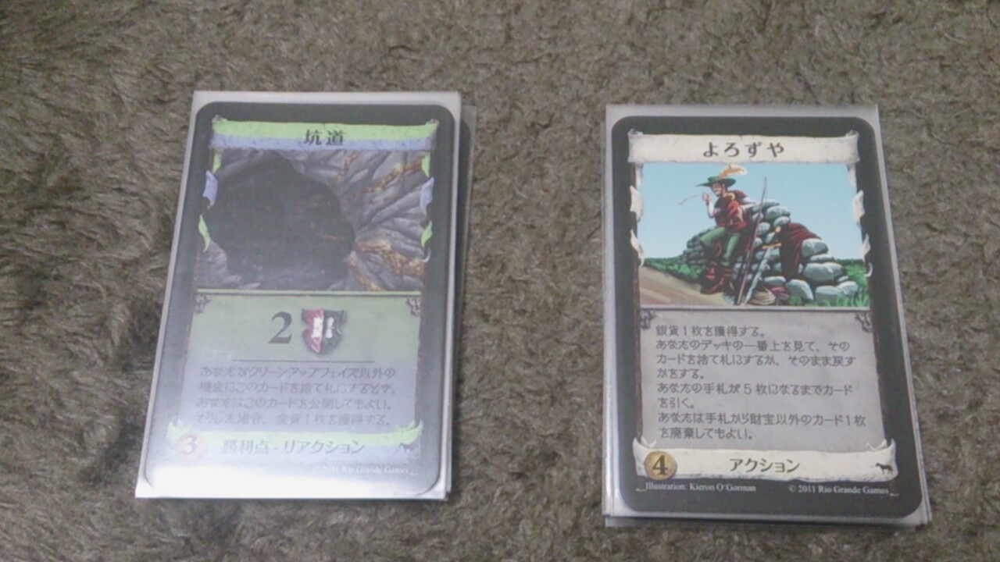 坑道
2
あなたがクリーンアップフェイズ以外の
機会にこのカードを捨て札にするとき、
あなたはこのカードを公開してもよい。
そうした場合、金貨1枚を獲得する。
3
勝利点-リアクション
2011 Rio Grande Games
よろずや
銀貨1枚を獲得する。
あなたのデッキの一番上を見て、その
カードを捨て札にするか、そのまま戻す
かをする。
あなたの手札が5枚になるまでカード
を引く。
あなたは手札から財宝以外のカード1枚
を廃棄してもよい。
4
アクション
Illustration: Kieron O'Gorman
© 2011 Rio Grande Games